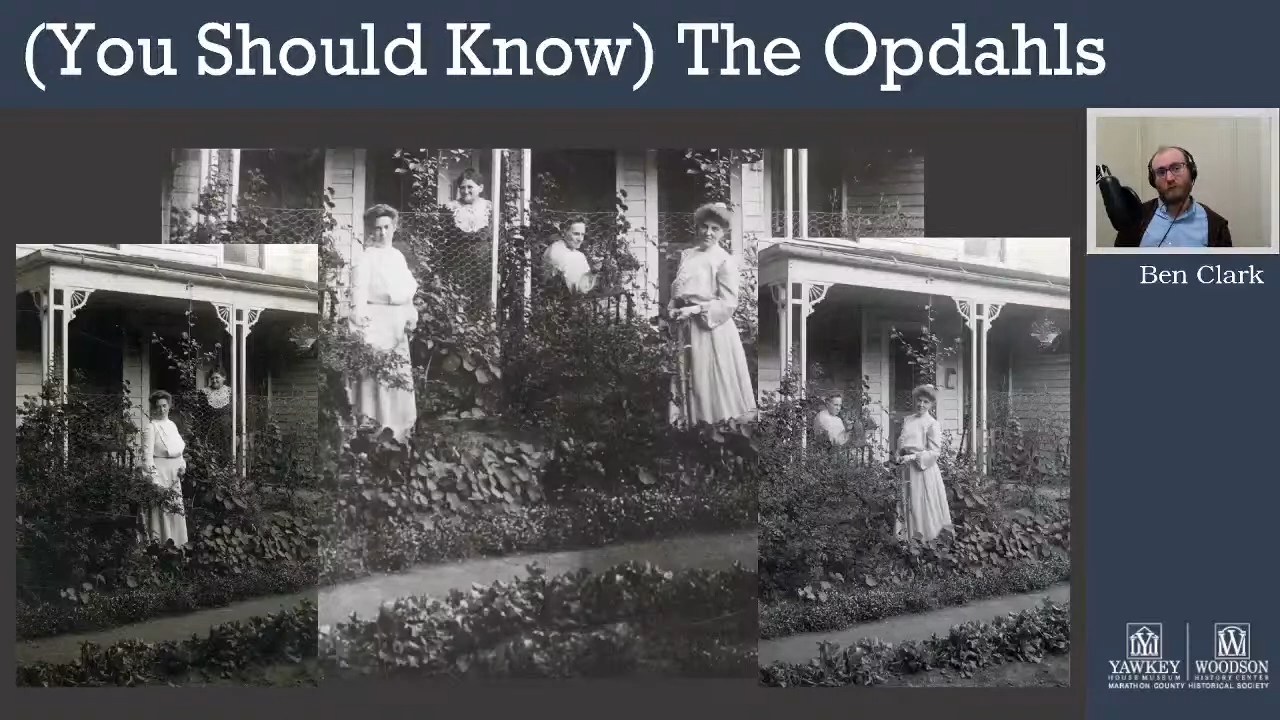 (You Should Know) The Opdahls
Ben Clark
YAWKEY
HOUSE MUSEUM
WOODSON
HISTORY CENTER
MARATHON COUNTY HISTORICAL SOCIETY